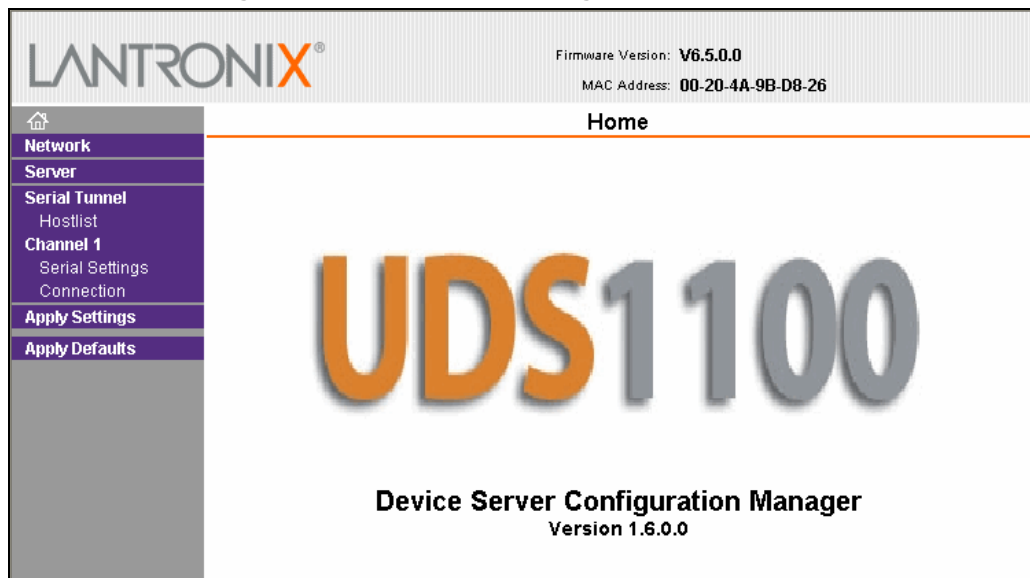 LANTRONIX®
Firmware Version: V6.5.0.0
MAC Address: 00-20-4A-9B-D8-26
Home
Network
Server
Serial Tunnel
Hostlist
Channel 1
Serial Settings
Connection
Apply Settings
Apply Defaults
UDS1100
Device Server Configuration Manager
Version 1.6.0.0